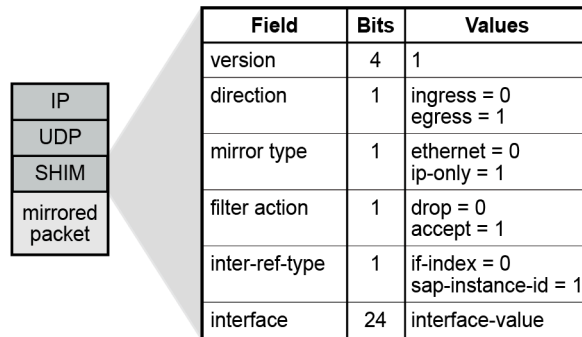 IP
UDP
SHIM
mirrored
packet
Field Bits Values
version 4 1
direction 1 ingress = 0
egress = 1
mirror type 1 ethernet = 0
ip-only = 1
filter action 1 drop = 0
accept = 1
inter-ref-type 1 if-index = 0
sap-instance-id = 1
interface 24 interface-value